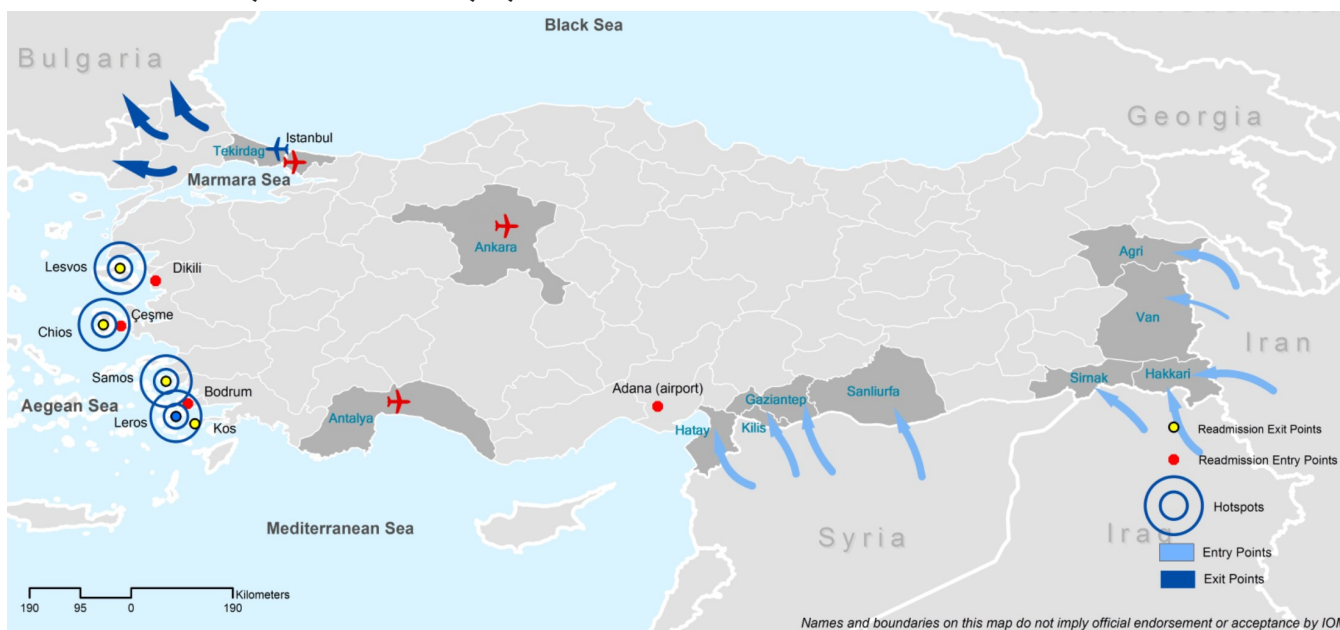 Black Sea
Bulgaria
Georgia
Istanbul
Tekirdag
Marmara Sea
Ankara
Agri
Lesvos
Dikili
Van
Iran
Çeşme
Chios
Samos
Bodrum
Aegean Sea
Leros
Kos
Antalya
Adana (airport)
Gaziantep
Sanliurfa
Sirnak
Hakkari
Hatay
Kilis
Readmission Exit Points
Readmission Entry Points
Hotspots
Mediterranean Sea
Syria
Iraq
Entry Points
Exit Points
Kilometers
190 95 0 190
Names and boundaries on this map do not imply official endorsement or acceptance by IOM